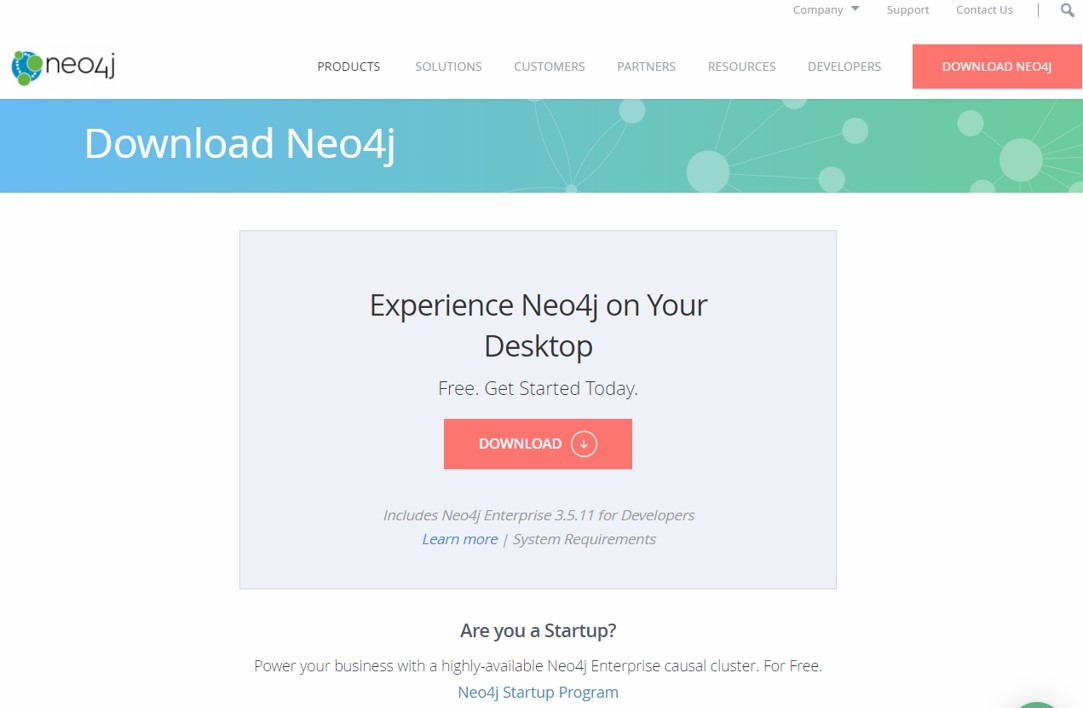 Company Support Contact Us |
neo4j PRODUCTS SOLUTIONS CUSTOMERS PARTNERS RESOURCES DEVELOPERS DOWNLOAD NEO4J
Download Neo4j
Experience Neo4j on Your
Desktop
Free. Get Started Today.
DOWNLOAD
Includes Neo4j Enterprise 3.5.11 for Developers
Learn more | System Requirements
Are you a Startup?
Power your business with a highly-available Neo4j Enterprise causal cluster. For Free.
Neo4j Startup Program